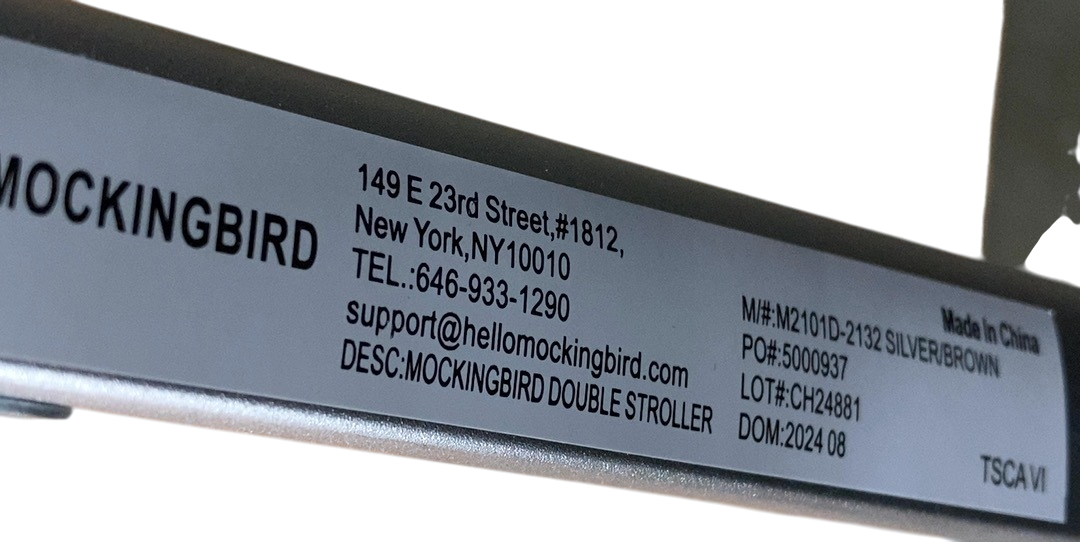 MOCKINGBIRD
149 E 23rd Street,#1812,
New York,NY10010
TEL.:646-933-1290
support@hellomockingbird.com
DESC:MOCKINGBIRD DOUBLE STROLLER
Made in China
M/#:M2101D-2132 SILVER/BROWN
PO#:5000937
LOT#:CH24881
DOM:2024 08
TSCA VI